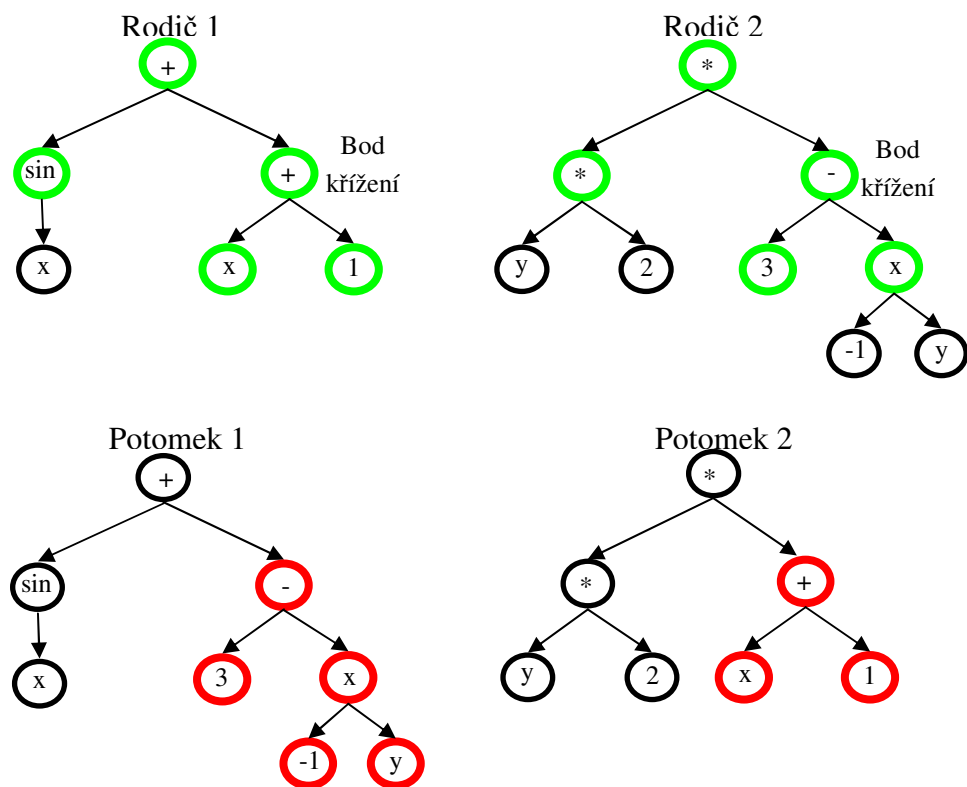 Rodič 1
+
sin
+
Bod
křížení
x
x
1
Rodič 2
*
*
-
Bod
křížení
y
2
3
x
-1
y
Potomek 1
+
sin
-
x
3
x
-1
y
Potomek 2
*
*
+
y
2
x
1